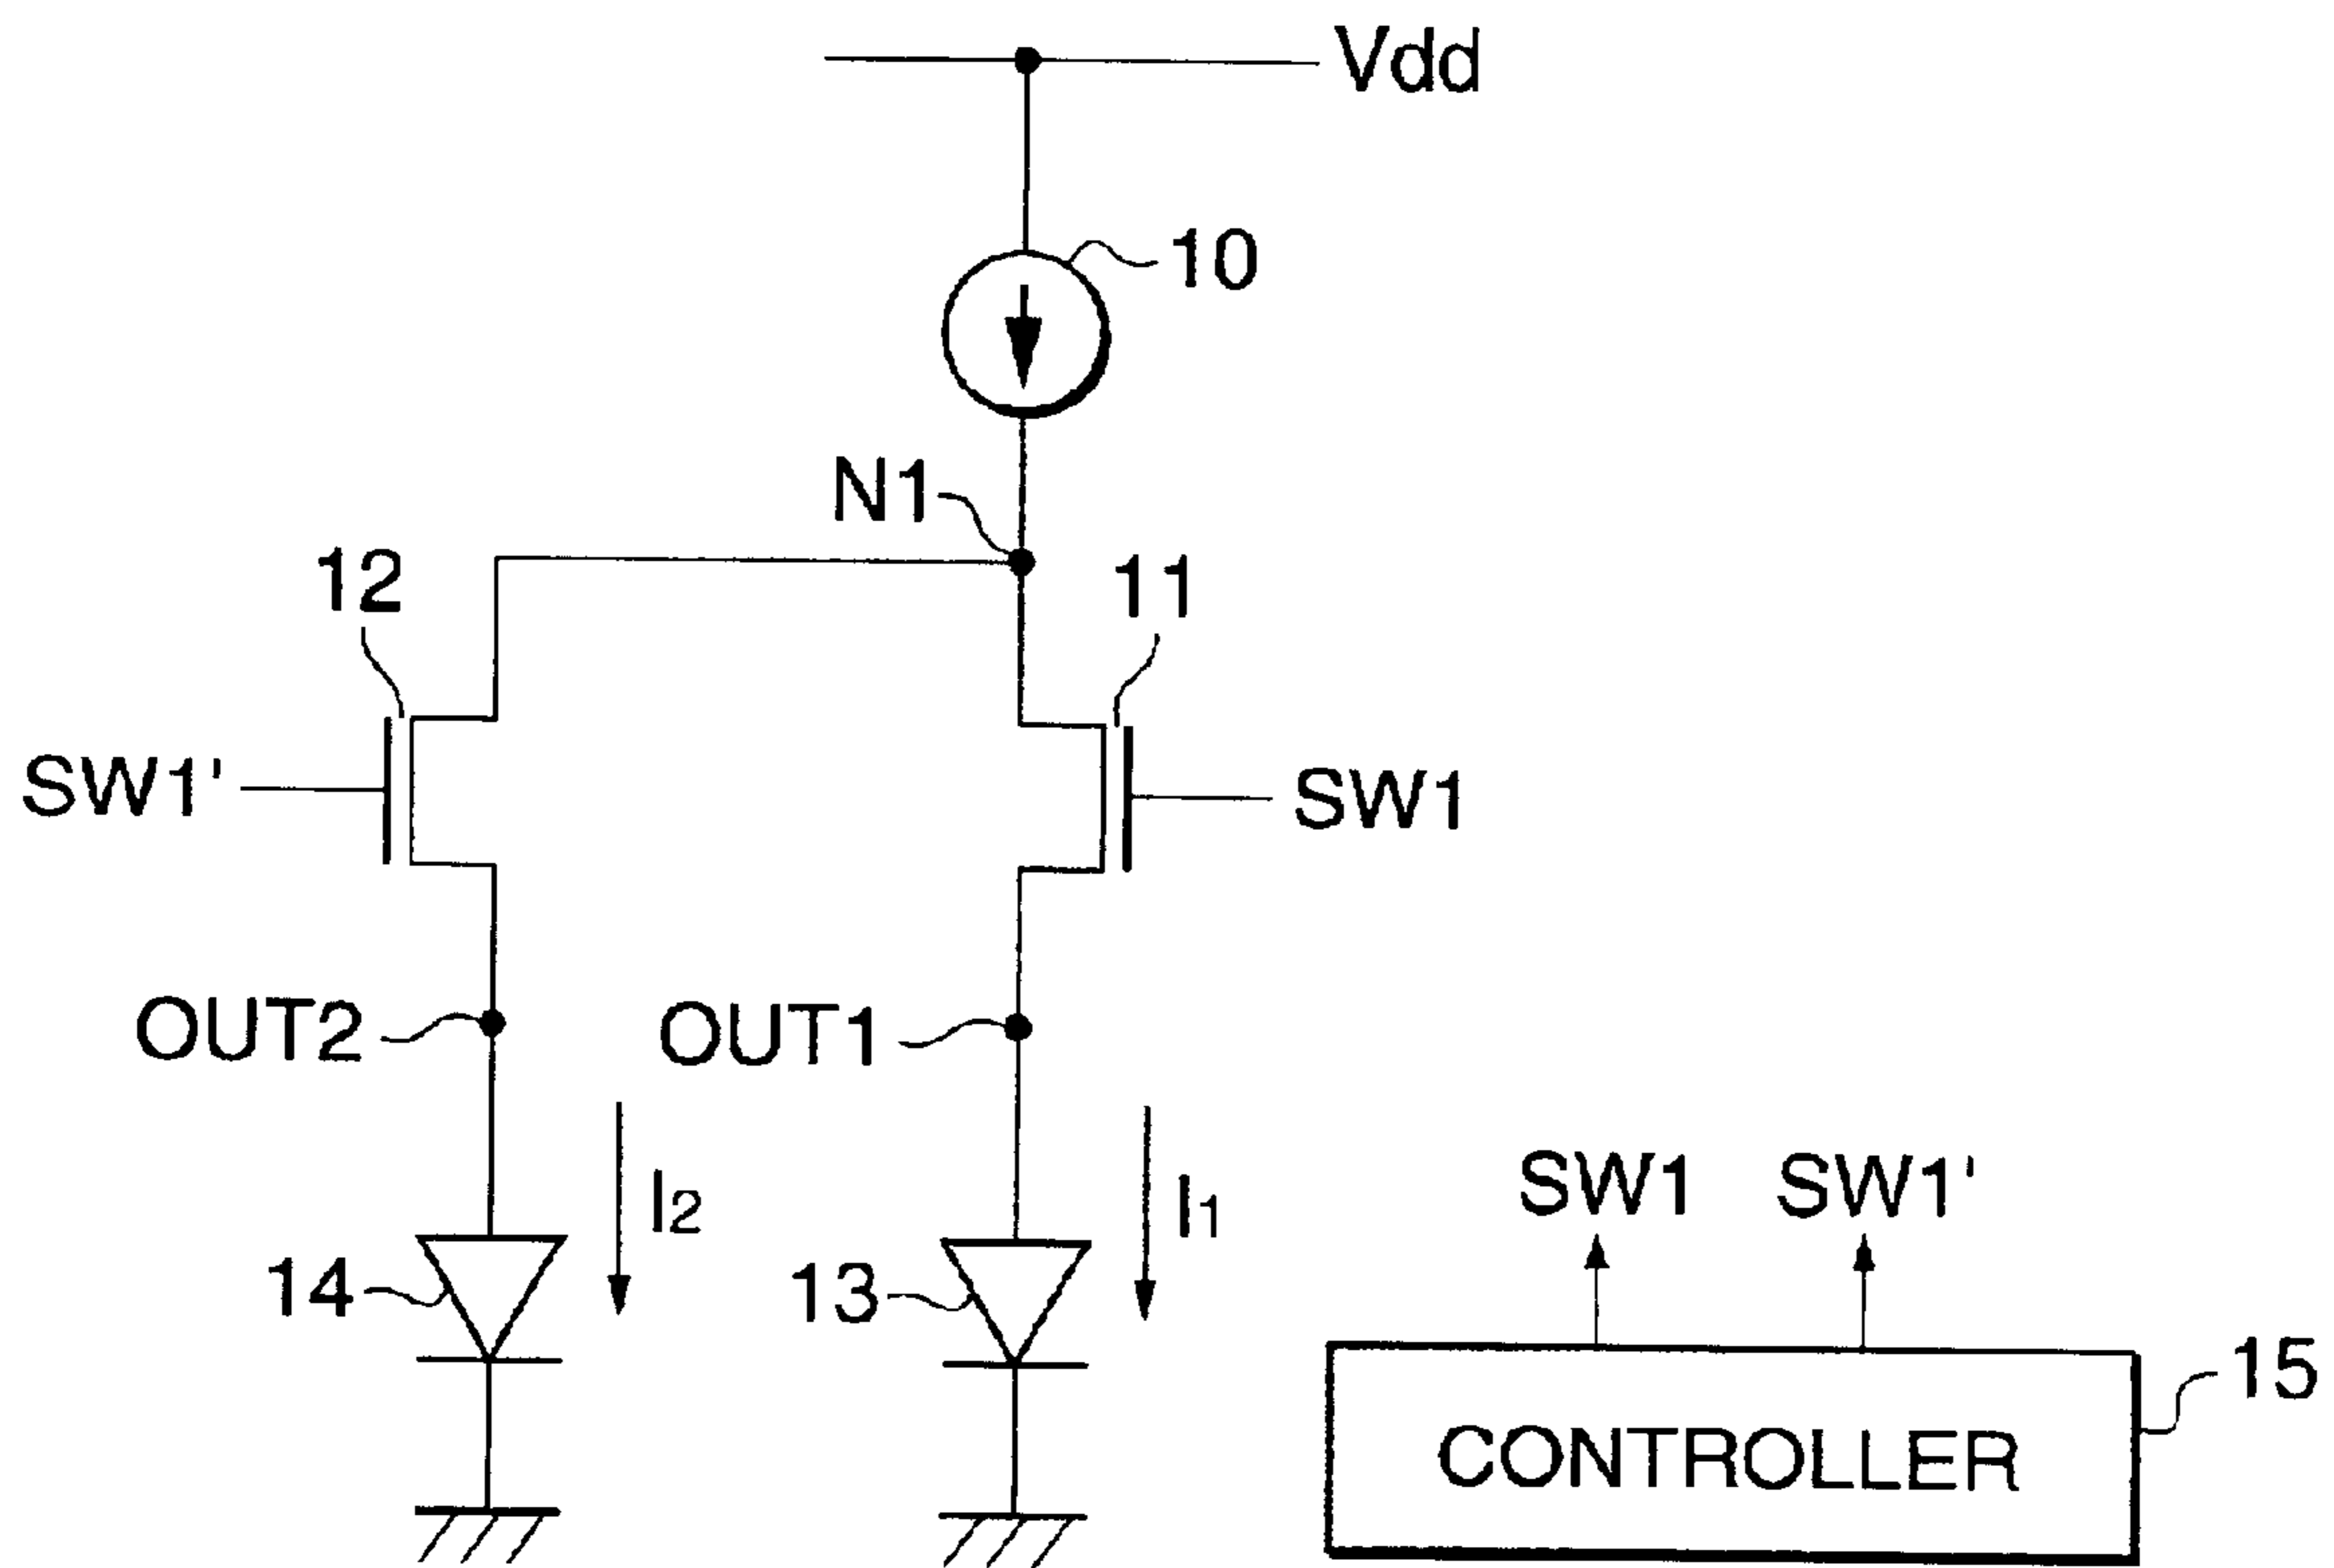 Vdd
10
N1
12
11
SW1'
SW1
OUT2
OUT1
I2
I1
SW1
SW1'
14
13
15
CONTROLLER